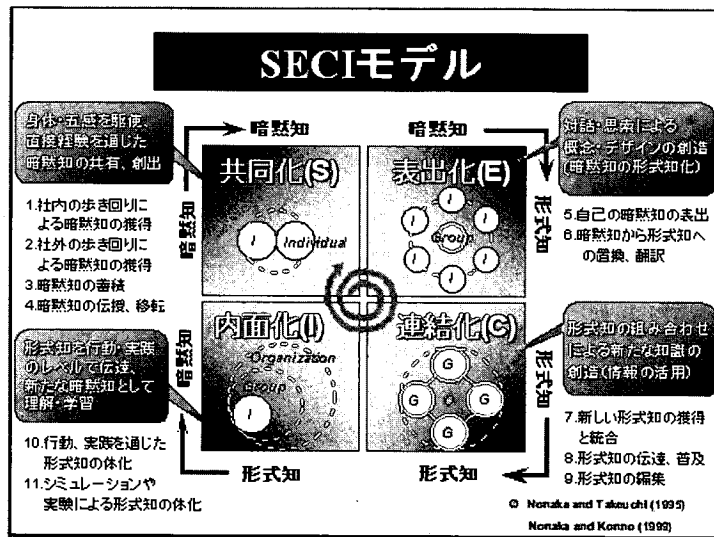 SECIモデル
身体・五感を駆使、
直接経験を通じた
暗黙知の共有、創出
暗黙知
暗黙知
対話・思索による
概念・デザインの創造
(暗黙知の形式知化)
暗黙知
共同化(S)
I
I
Individual
表出化(E)
I
I
I
Group
I
I
I
形式知
1.社内の歩き回りに
よる暗黙知の獲得
2.社外の歩き回りに
よる暗黙知の獲得
3.暗黙知の蓄積
4.暗黙知の伝授、移転
5.自己の暗黙知の表出
6.暗黙知から形式知へ
の置換、翻訳
形式知を行動・実践
のレベルで伝達、
新たな暗黙知として
理解・学習
暗黙知
内面化(I)
Organization
Group
I
連結化(C)
G
G
G
G
形式知
形式知の組み合わせ
による新たな知識の
創造(情報の活用)
10.行動、実践を通じた
形式知の体化
11.シミュレーションや
実験による形式知の体化
形式知
形式知
7.新しい形式知の獲得
と統合
8.形式知の伝達、普及
9.形式知の編集
© Nonaka and Takeuchi (1995)
Nonaka and Konno (1999)